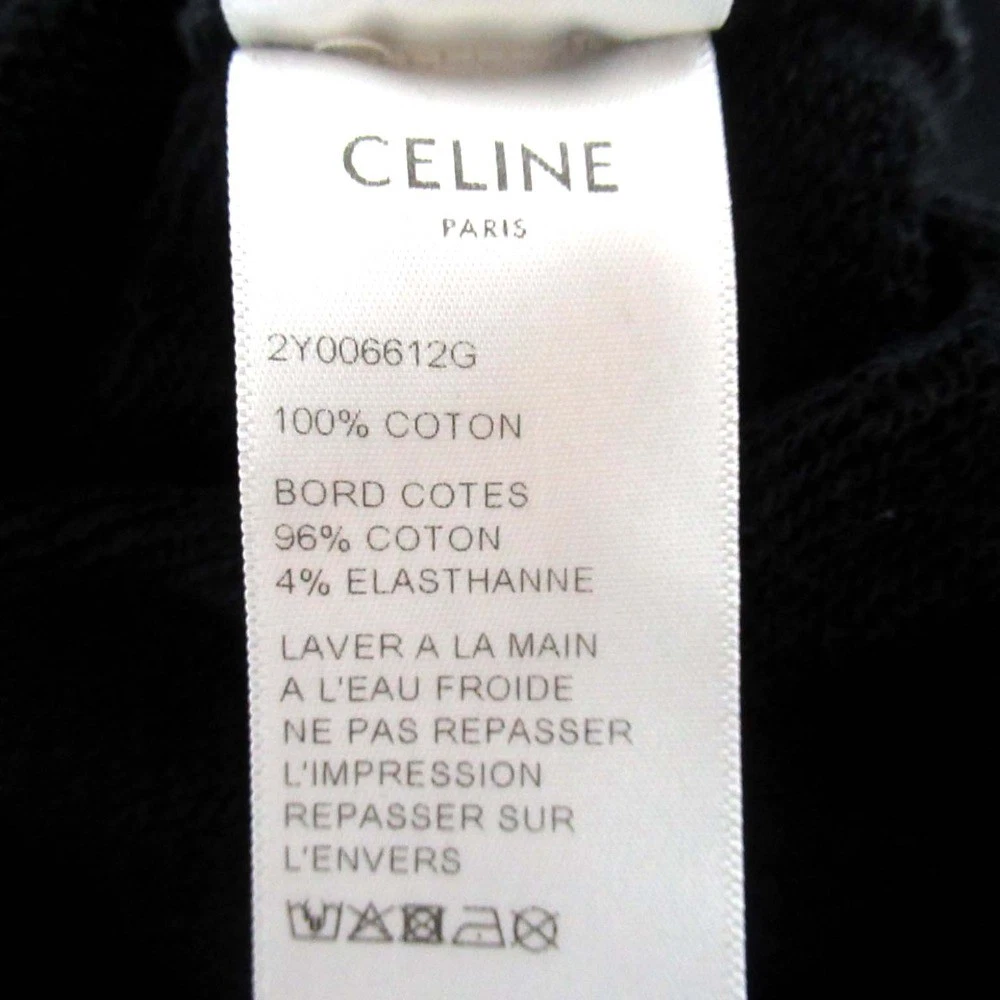 CELINE
PARIS
2Y006612G
100% COTON
BORD COTES
96% COTON
4% ELASTHANNE
LAVER A LA MAIN
A L'EAU FROIDE
NE PAS REPASSER
L'IMPRESSION
REPASSER SUR
L'ENVERS